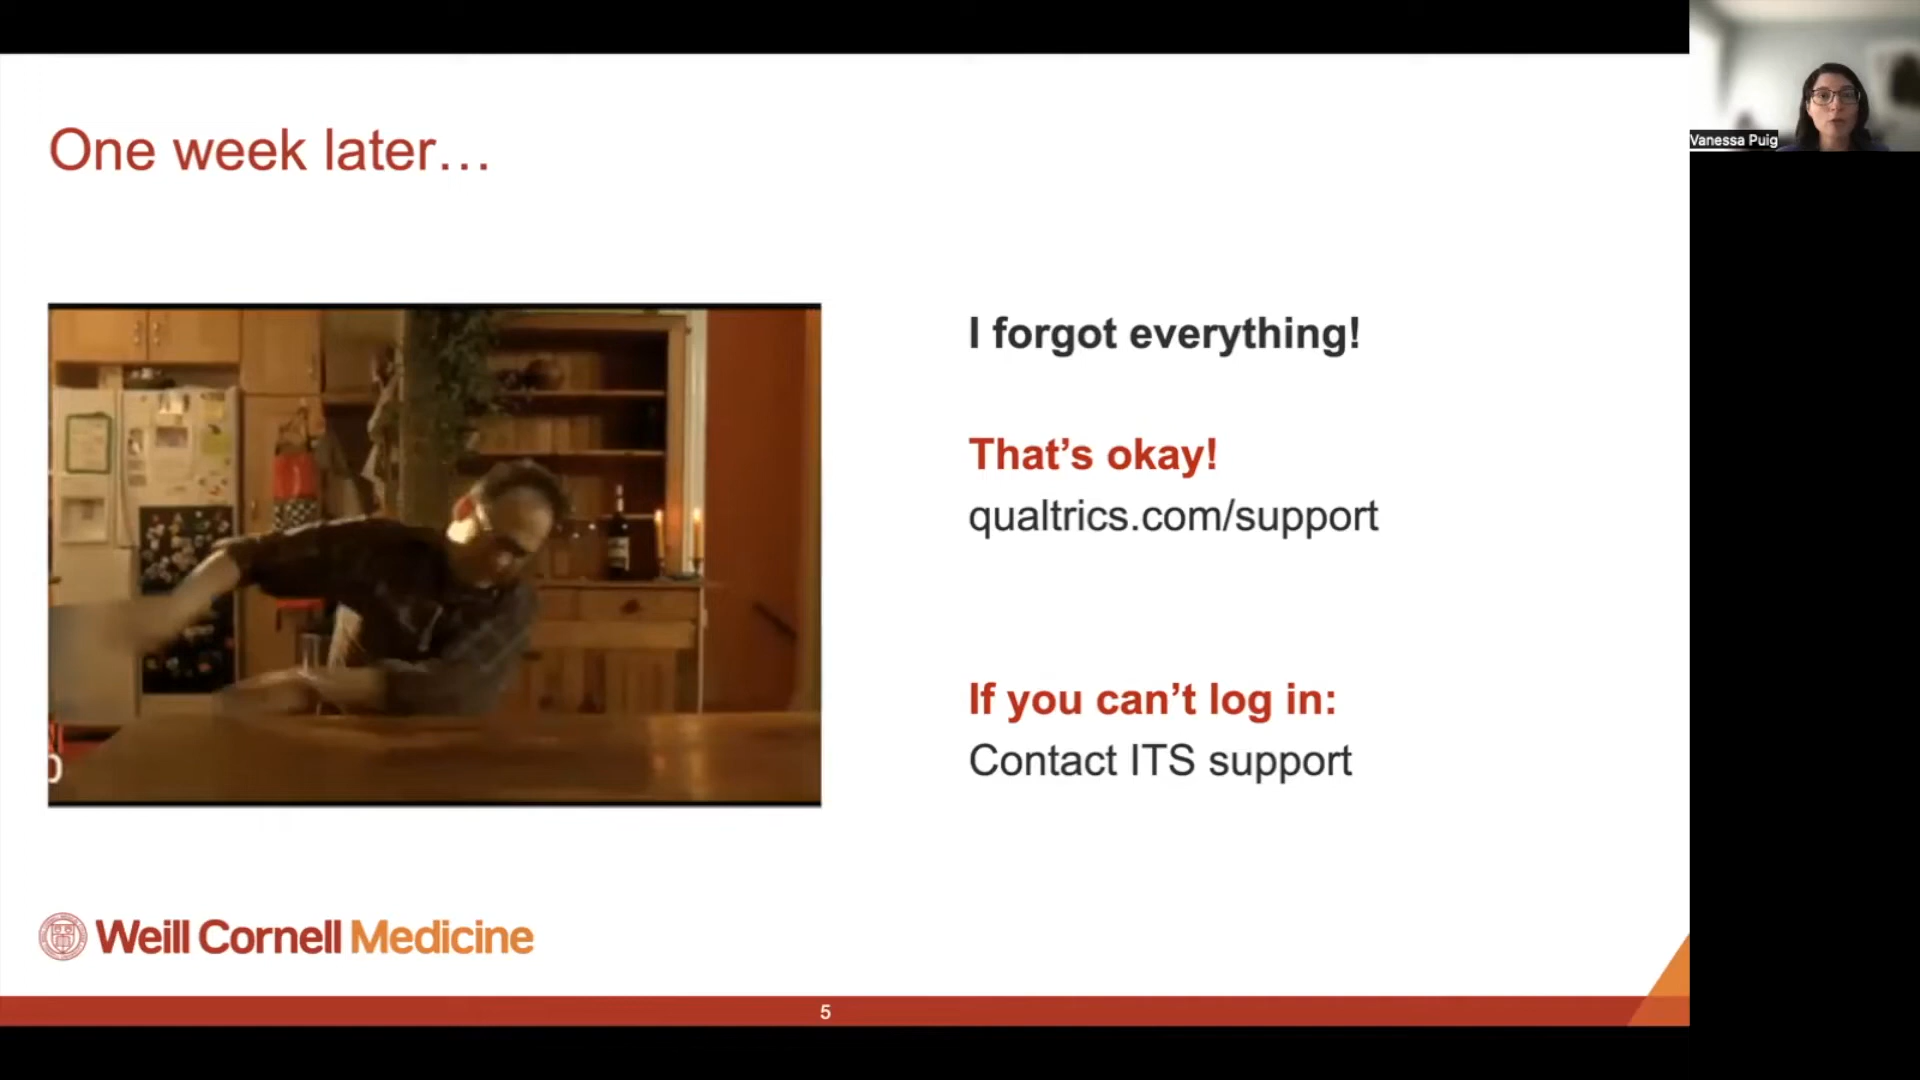 One week later…
I forgot everything!
That’s okay!
qualtrics.com/support
If you can’t log in:
Contact ITS support
Weill Cornell Medicine
5
Vanessa Puig